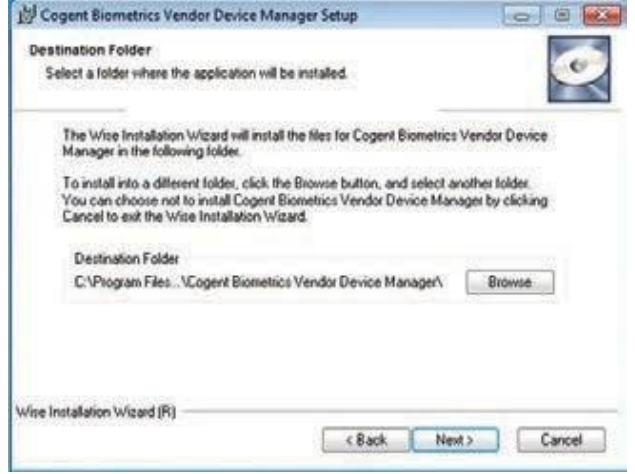 Cogent Biometrics Vendor Device Manager Setup
Destination Folder
Select a folder where the application will be installed.
The Wise Installation Wizard will install the files for Cogent Biometrics Vendor Device
Manager in the following folder.
To install into a different folder, click the Browse button, and select another folder.
You can choose not to install Cogent Biometrics Vendor Device Manager by clicking
Cancel to exit the Wise Installation Wizard.
Destination Folder
C:\Program Files...\Cogent Biometrics Vendor Device Manager\ Browse
Wise Installation Wizard (R)
< Back Next > Cancel